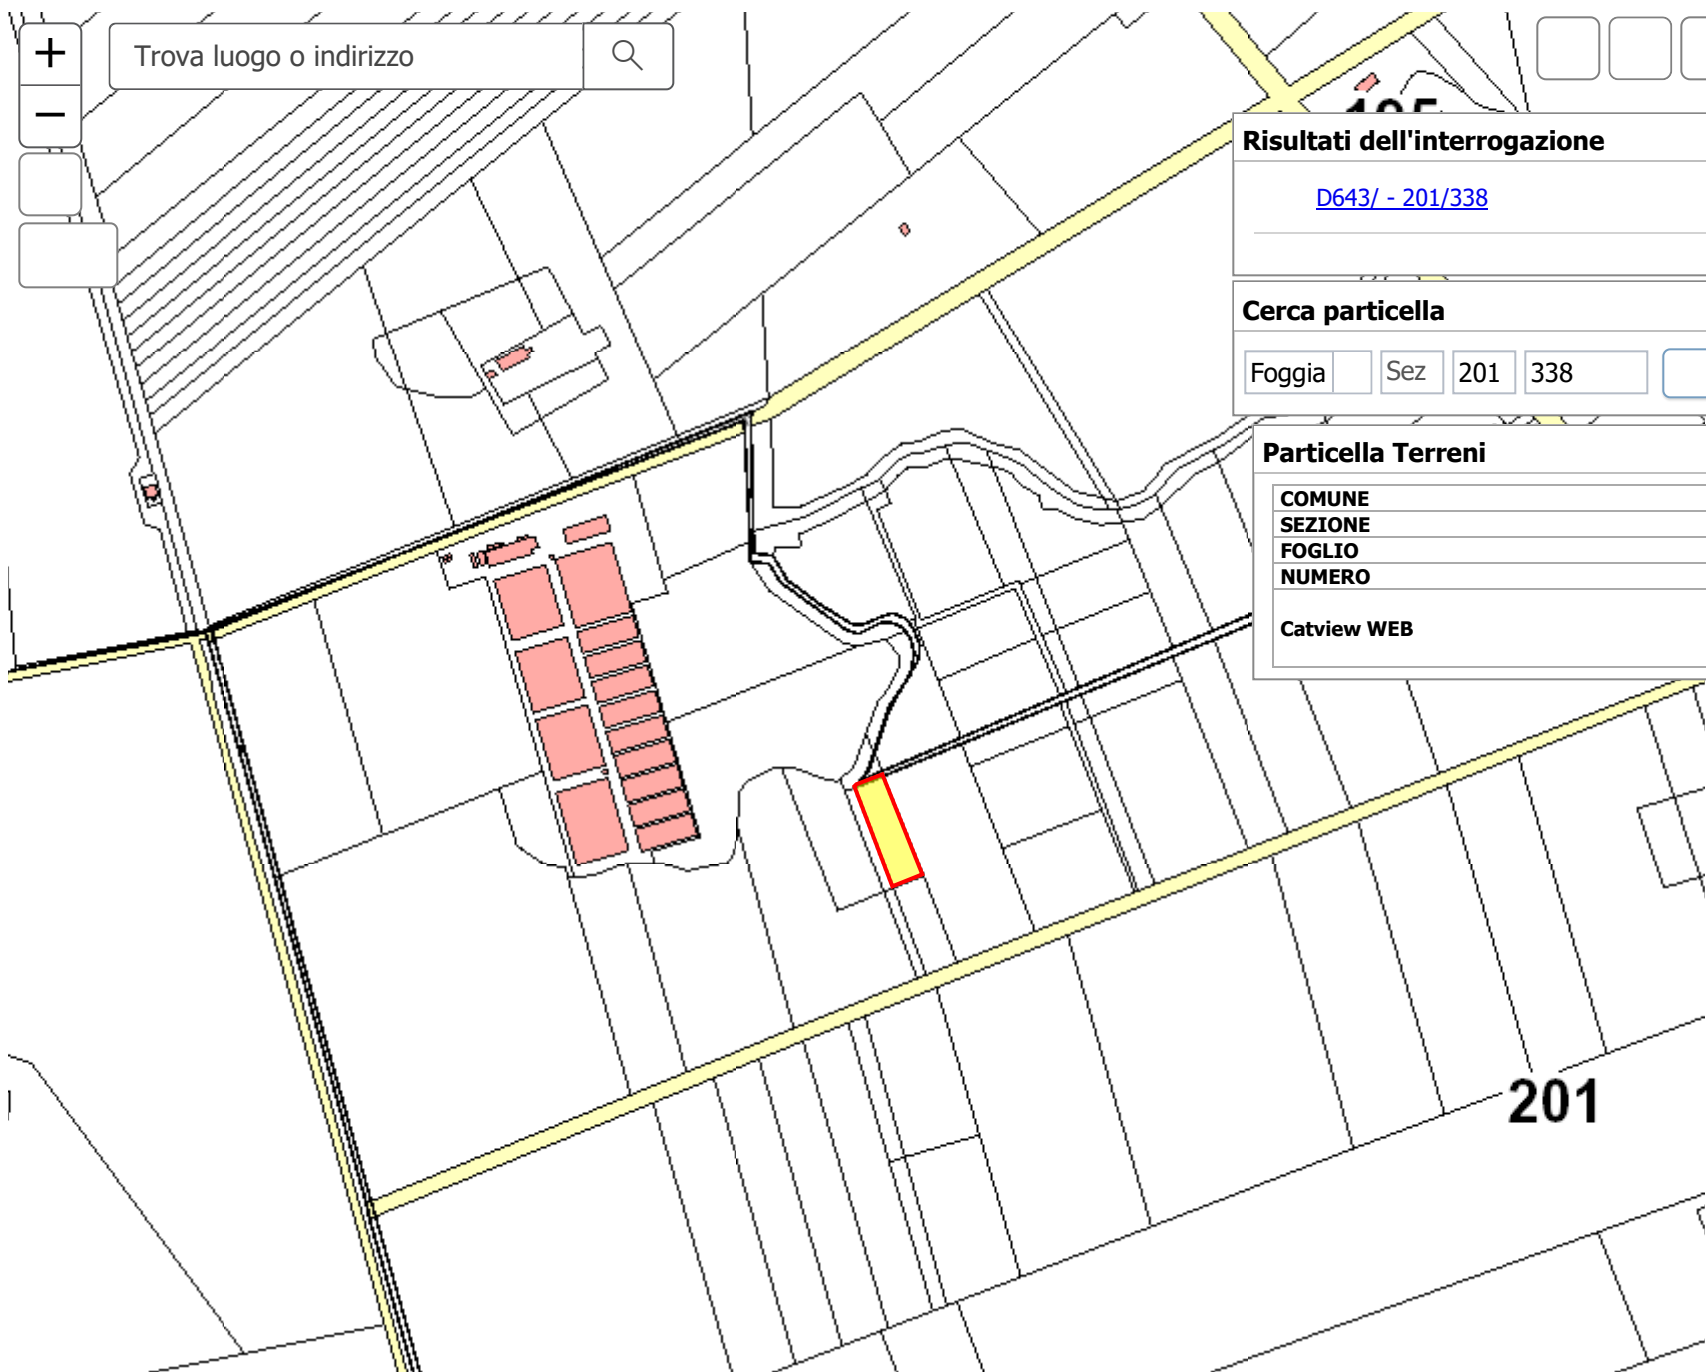 +
Trova luogo o indirizzo
−
Risultati dell'interrogazione
D643/ - 201/338
Cerca particella
Foggia Sez 201 338
Particella Terreni
COMUNE
SEZIONE
FOGLIO
NUMERO
Catview WEB
201